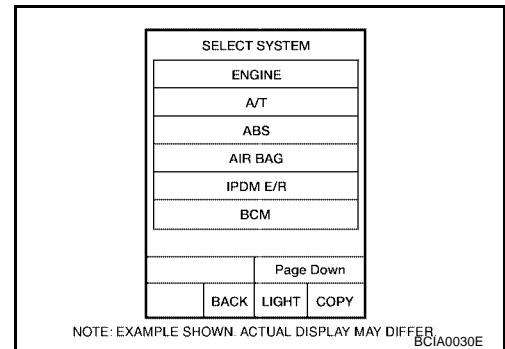 SELECT SYSTEM
ENGINE
A/T
ABS
AIR BAG
IPDM E/R
BCM
Page Down
BACK LIGHT COPY
NOTE: EXAMPLE SHOWN. ACTUAL DISPLAY MAY DIFFER.
BCIA0030E